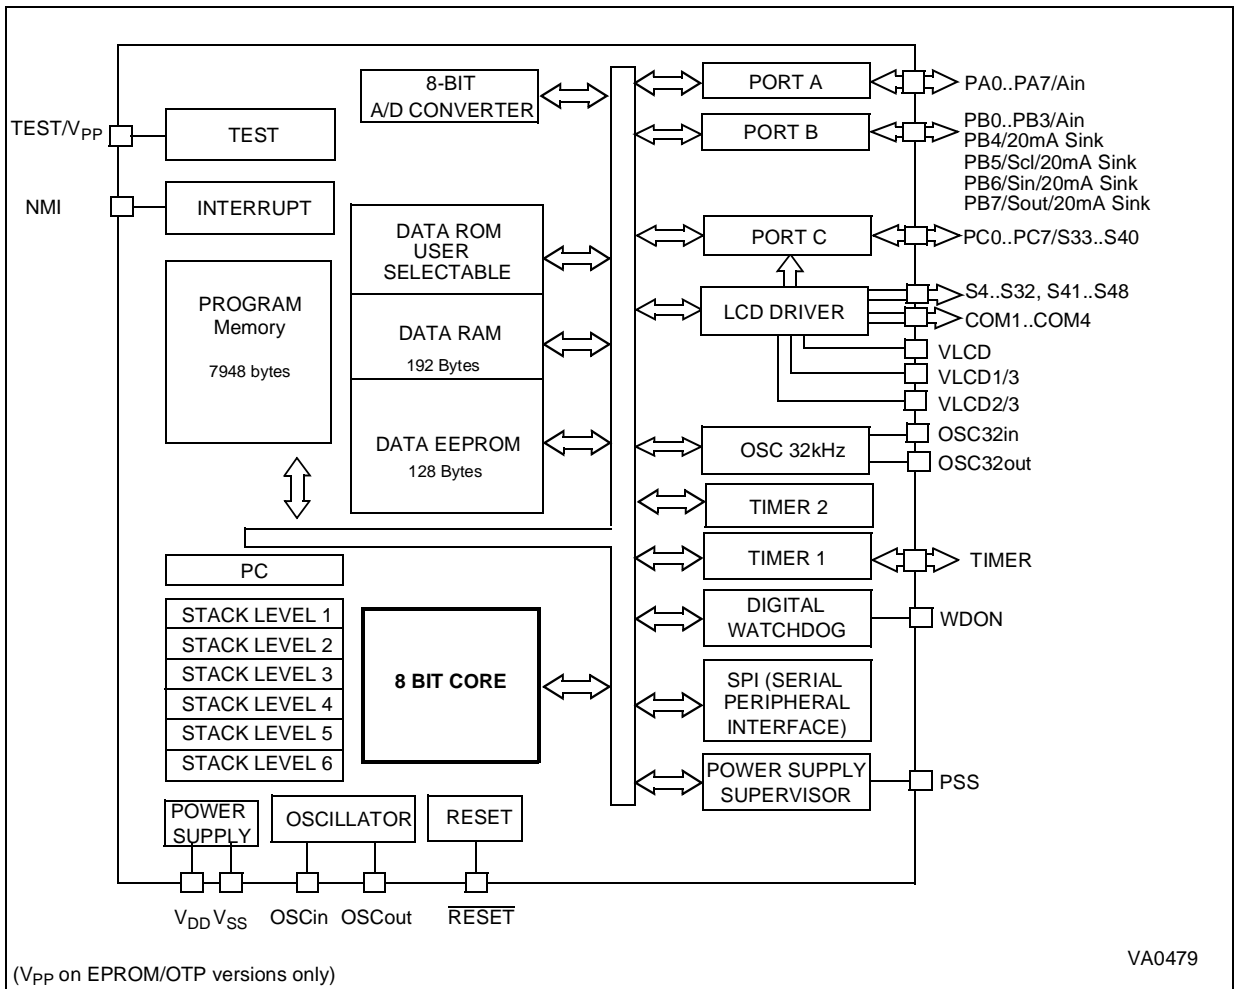 8-BIT
A/D CONVERTER
PORT A
PA0..PA7/Ain
TEST/VPP
TEST
PORT B
PB0..PB3/Ain
PB4/20mA Sink
PB5/Scl/20mA Sink
PB6/Sin/20mA Sink
PB7/Sout/20mA Sink
NMI
INTERRUPT
DATA ROM
USER
SELECTABLE
PORT C
PC0..PC7/S33..S40
PROGRAM
Memory
7948 bytes
DATA RAM
192 Bytes
LCD DRIVER
S4..S32, S41..S48
COM1..COM4
VLCD
VLCD1/3
VLCD2/3
DATA EEPROM
128 Bytes
OSC 32kHz
OSC32in
OSC32out
TIMER 2
TIMER 1
TIMER
PC
STACK LEVEL 1
STACK LEVEL 2
STACK LEVEL 3
STACK LEVEL 4
STACK LEVEL 5
STACK LEVEL 6
8 BIT CORE
DIGITAL
WATCHDOG
WDON
SPI (SERIAL
PERIPHERAL
INTERFACE)
POWER SUPPLY
SUPERVISOR
PSS
POWER
SUPPLY
OSCILLATOR
RESET
VDD VSS
OSCin
OSCout
RESET
(VPP on EPROM/OTP versions only)
VA0479